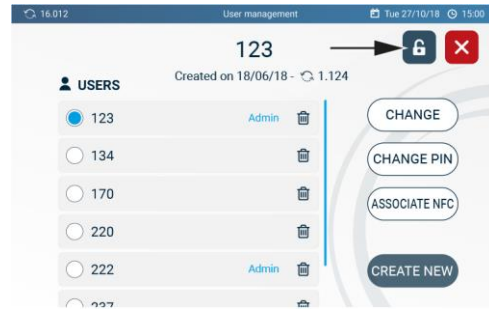 16.012 User management Tue 27/10/18 15:00
123
Created on 18/06/18 - 1.124
USERS
123 Admin
CHANGE
134
CHANGE PIN
170
ASSOCIATE NFC
220
222 Admin
CREATE NEW
237